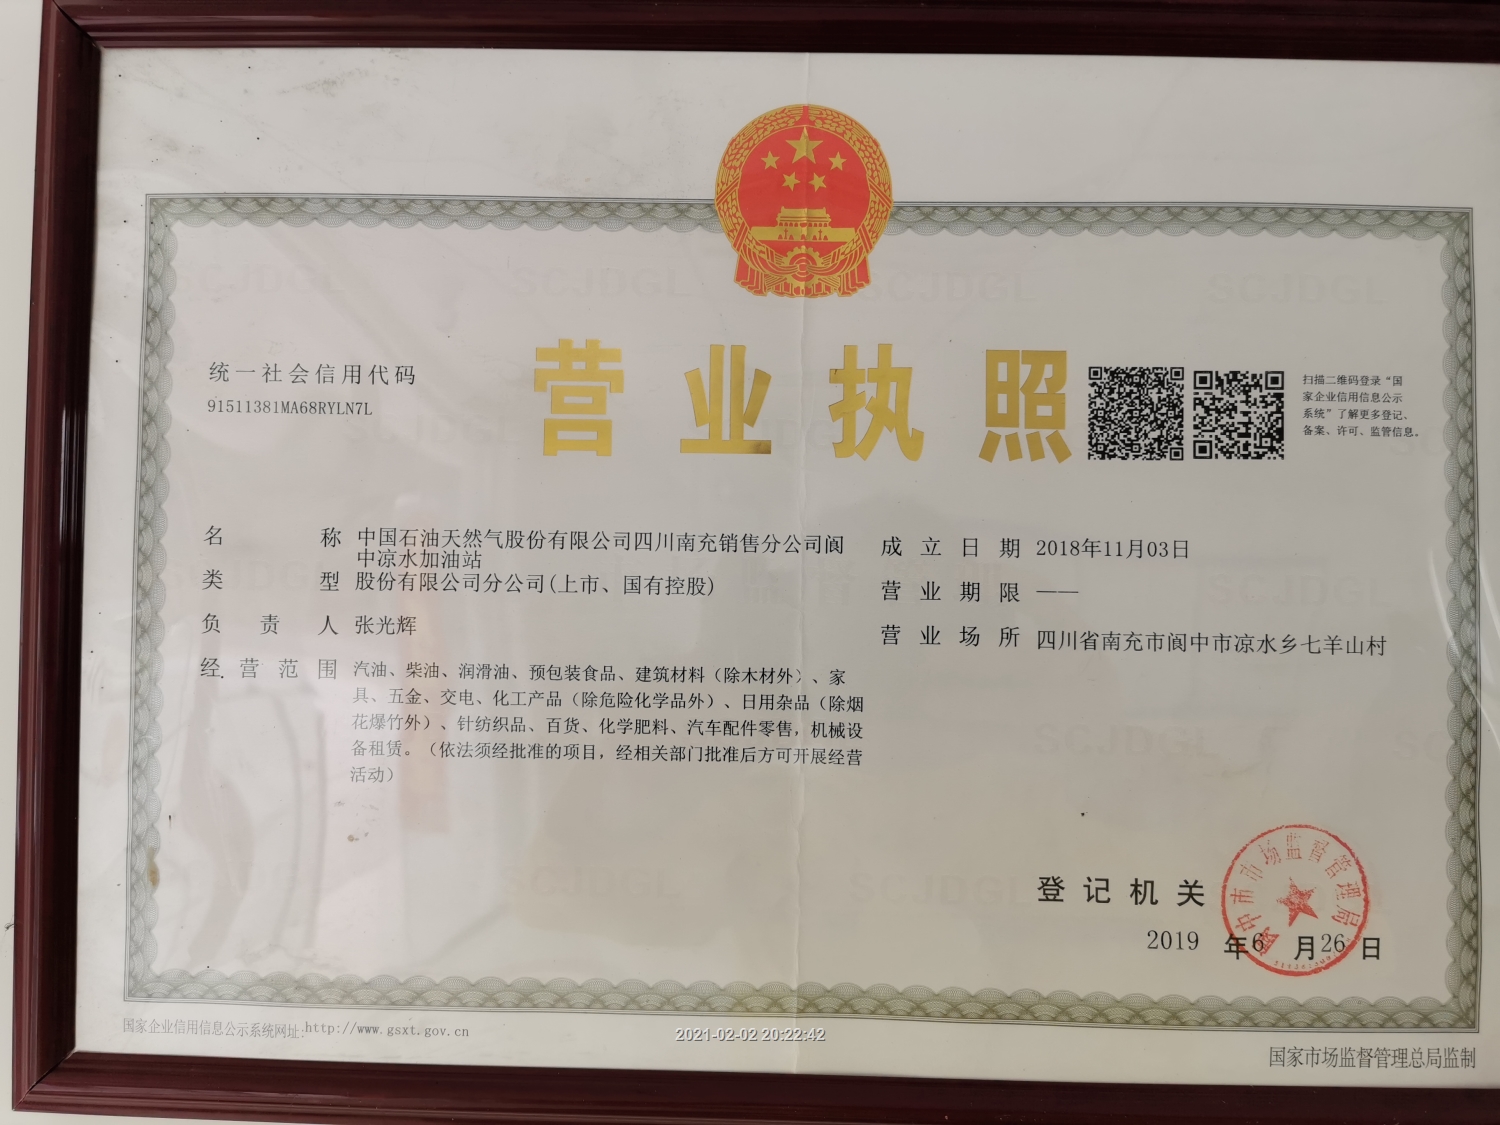 营业执照
统一社会信用代码
91511381MA68RYLN7L
扫描二维码登录“国
家企业信用信息公示
系统”了解更多登记、
备案、许可、监管信息。
名称 中国石油天然气股份有限公司四川南充销售分公司阆
中凉水加油站
类型 股份有限公司分公司(上市、国有控股)
负责人 张光辉
经营范围 汽油、柴油、润滑油、预包装食品、建筑材料（除木材外）、家
具、五金、交电、化工产品（除危险化学品外）、日用杂品（除烟
花爆竹外）、针纺织品、百货、化学肥料、汽车配件零售，机械设
备租赁。（依法须经批准的项目，经相关部门批准后方可开展经营
活动）
成立日期 2018年11月03日
营业期限 ——
营业场所 四川省南充市阆中市凉水乡七羊山村
登记机关
阆中市市场监督管理局
2019 年6 月26 日
国家企业信用信息公示系统网址:http://www.gsxt.gov.cn
2021-02-02 20:22:42
国家市场监督管理总局监制